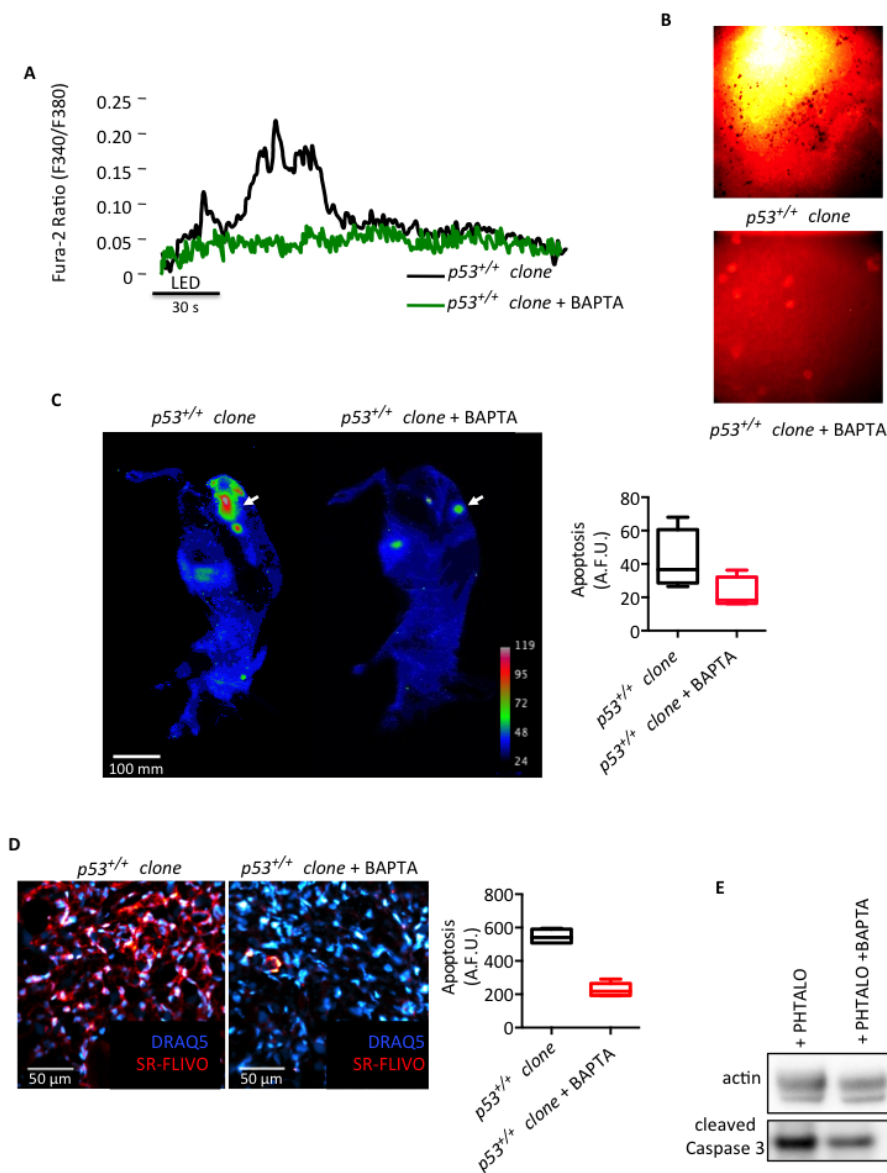 A
Fura-2 Ratio (F340/F380)
0.25
0.20
0.15
0.10
0.05
0
LED
30 s
p53+/+ clone
p53+/+ clone + BAPTA
B
p53+/+ clone
p53+/+ clone + BAPTA
C
p53+/+ clone
p53+/+ clone + BAPTA
100 mm
119
95
72
48
24
Apoptosis
(A.F.U.)
80
60
40
20
0
p53+/+ clone
p53+/+ clone + BAPTA
D
p53+/+ clone
p53+/+ clone + BAPTA
DRAQ5
SR-FLIVO
50 μm
DRAQ5
SR-FLIVO
50 μm
Apoptosis
(A.F.U.)
800
600
400
200
0
p53+/+ clone
p53+/+ clone + BAPTA
E
+ PHTALO
+ PHTALO +BAPTA
actin
cleaved
Caspase 3